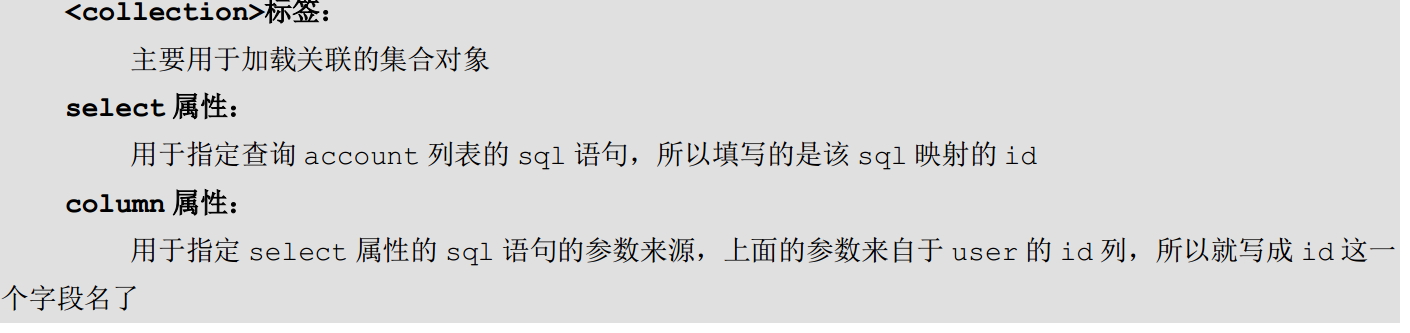 <collection>标签：
主要用于加载关联的集合对象
select 属性：
用于指定查询 account 列表的 sql 语句，所以填写的是该 sql 映射的 id
column 属性：
用于指定 select 属性的 sql 语句的参数来源，上面的参数来自于 user 的 id 列，所以就写成 id 这一
个字段名了